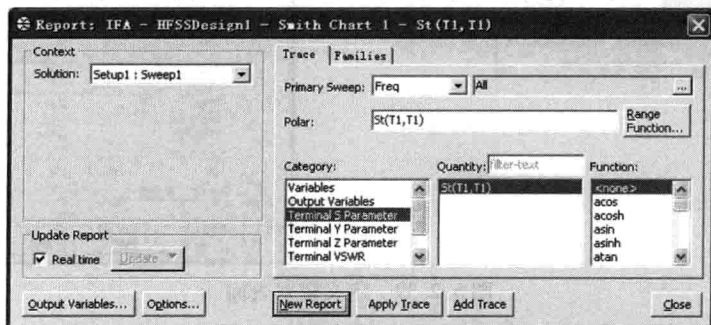 Report: IFA - HFSSDesign1 - Smith Chart 1 - St(T1,T1)
Context
Solution: Setup1 : Sweep1
Trace
Families
Primary Sweep: Freq All ...
Polar: St(T1,T1)
Range Function...
Category:
Quantity: filter-text
Function:
Variables
Output Variables
Terminal S Parameter
Terminal Y Parameter
Terminal Z Parameter
Terminal VSWR
St(T1,T1)
<none>
acos
acosh
asin
asinh
atan
Update Report
Real time
Update
Output Variables...
Options...
New Report
Apply Trace
Add Trace
Close